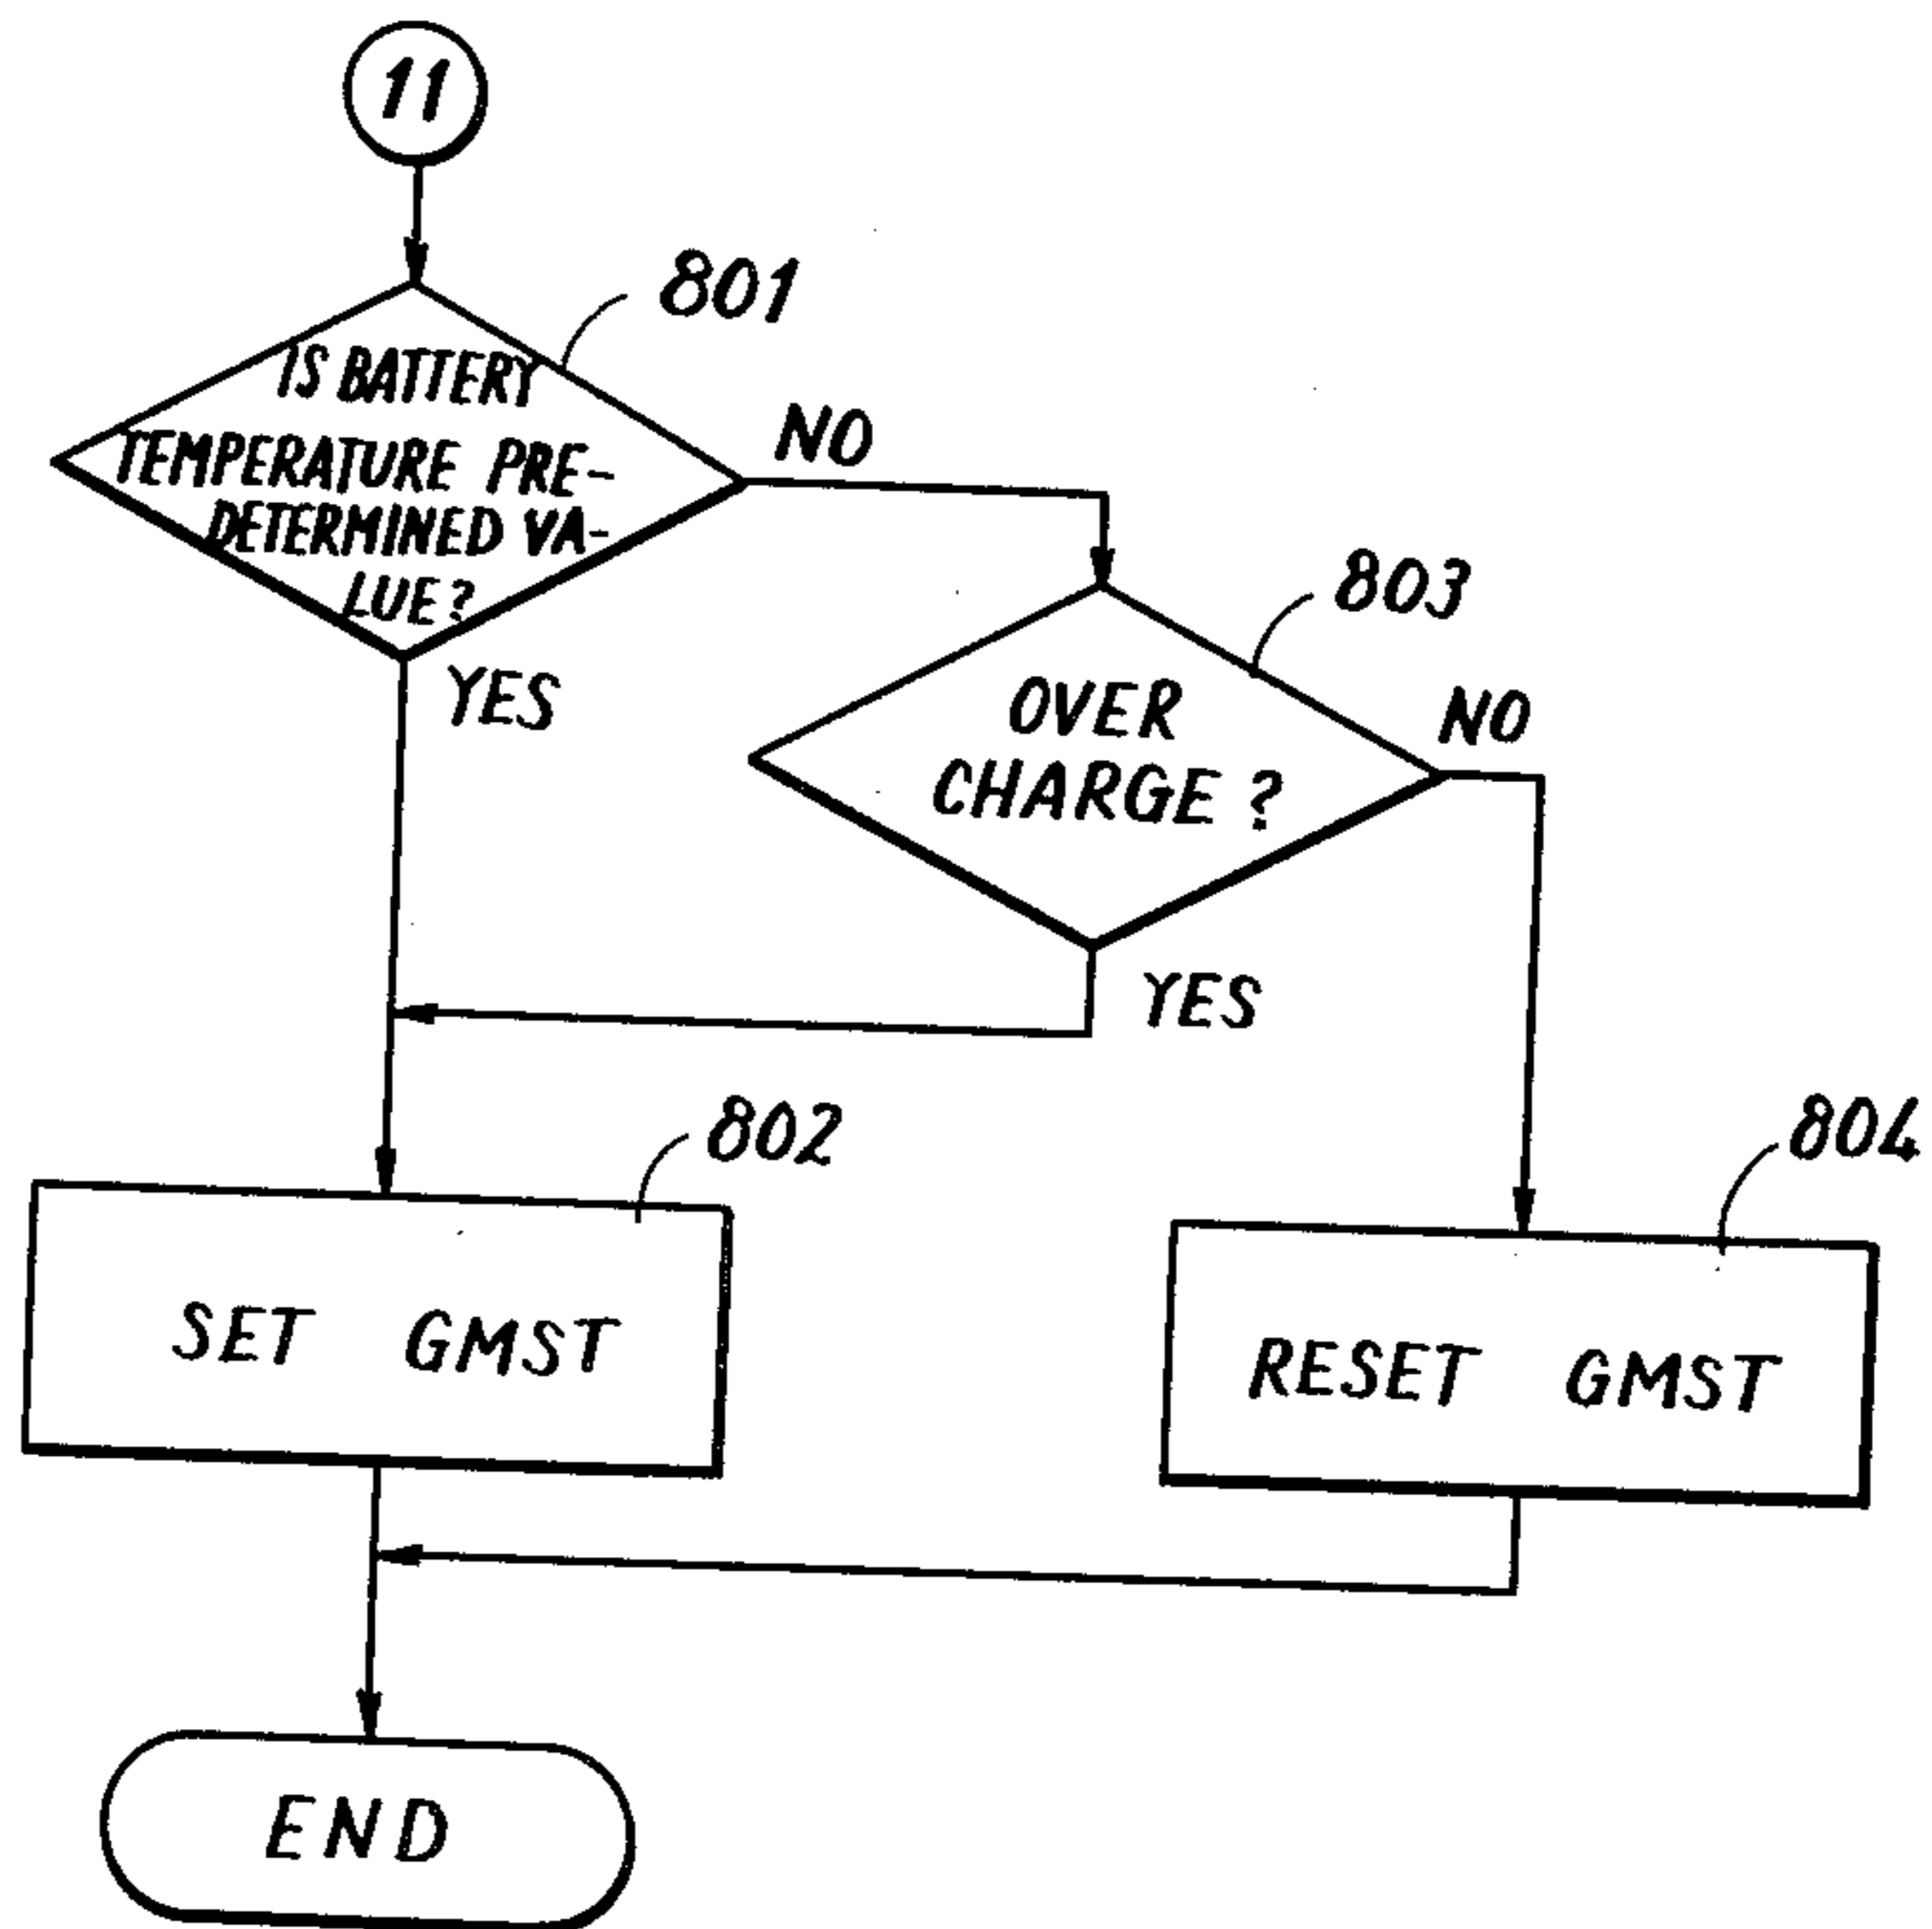 11
801
IS BATTERY
TEMPERATURE PRE-
DETERMINED VA-
LUE?
NO
YES
803
OVER
CHARGE?
NO
YES
802
SET GMST
804
RESET GMST
END